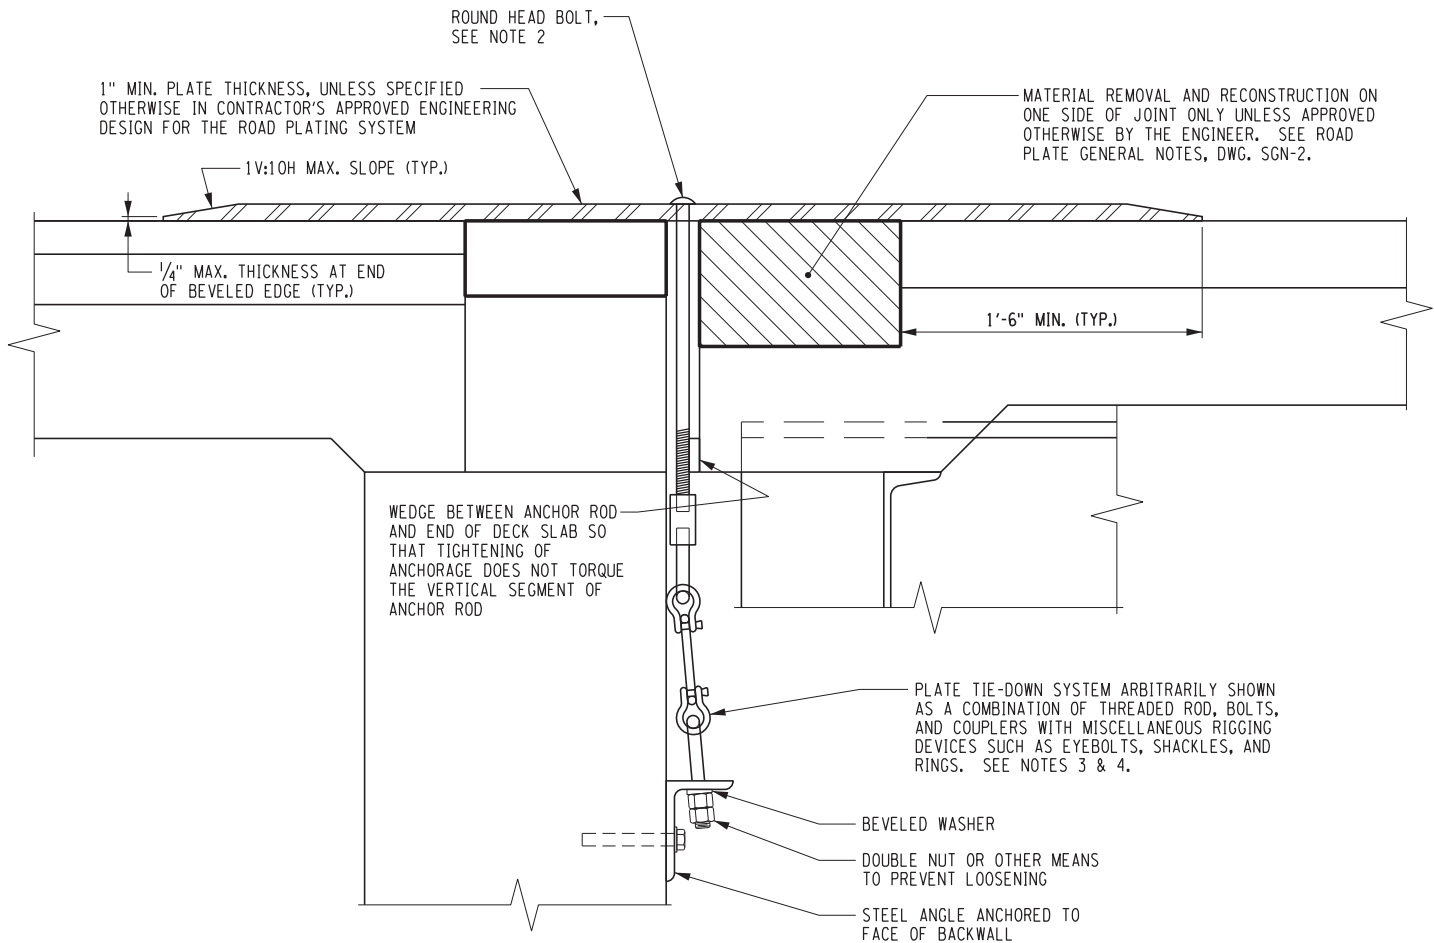 ROUND HEAD BOLT,
SEE NOTE 2
1" MIN. PLATE THICKNESS, UNLESS SPECIFIED
OTHERWISE IN CONTRACTOR'S APPROVED ENGINEERING
DESIGN FOR THE ROAD PLATING SYSTEM
MATERIAL REMOVAL AND RECONSTRUCTION ON
ONE SIDE OF JOINT ONLY UNLESS APPROVED
OTHERWISE BY THE ENGINEER. SEE ROAD
PLATE GENERAL NOTES, DWG. SGN-2.
1V:10H MAX. SLOPE (TYP.)
1/4" MAX. THICKNESS AT END
OF BEVELED EDGE (TYP.)
1'-6" MIN. (TYP.)
WEDGE BETWEEN ANCHOR ROD
AND END OF DECK SLAB SO
THAT TIGHTENING OF
ANCHORAGE DOES NOT TORQUE
THE VERTICAL SEGMENT OF
ANCHOR ROD
PLATE TIE-DOWN SYSTEM ARBITRARILY SHOWN
AS A COMBINATION OF THREADED ROD, BOLTS,
AND COUPLERS WITH MISCELLANEOUS RIGGING
DEVICES SUCH AS EYEBOLTS, SHACKLES, AND
RINGS. SEE NOTES 3 & 4.
BEVELED WASHER
DOUBLE NUT OR OTHER MEANS
TO PREVENT LOOSENING
STEEL ANGLE ANCHORED TO
FACE OF BACKWALL